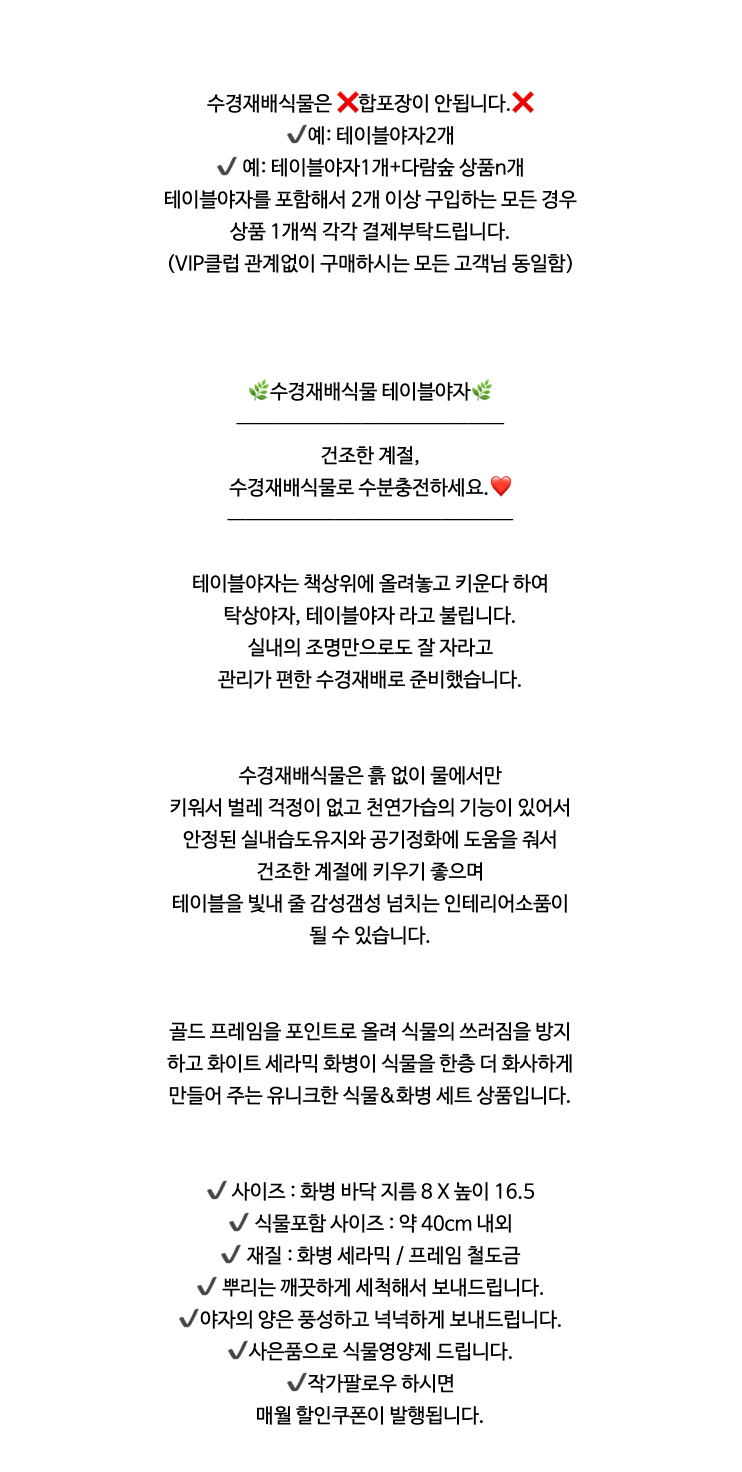 수경재배식물은 ❌합포장이 안됩니다.❌
✔예: 테이블야자2개
✔ 예: 테이블야자1개+다람숲 상품n개
테이블야자를 포함해서 2개 이상 구입하는 모든 경우
상품 1개씩 각각 결제부탁드립니다.
(VIP클럽 관계없이 구매하시는 모든 고객님 동일함)
🌿수경재배식물 테이블야자🌿
건조한 계절,
수경재배식물로 수분충전하세요.❤️
테이블야자는 책상위에 올려놓고 키운다 하여
탁상야자, 테이블야자 라고 불립니다.
실내의 조명만으로도 잘 자라고
관리가 편한 수경재배로 준비했습니다.
수경재배식물은 흙 없이 물에서만
키워서 벌레 걱정이 없고 천연가습의 기능이 있어서
안정된 실내습도유지와 공기정화에 도움을 줘서
건조한 계절에 키우기 좋으며
테이블을 빛내 줄 감성갬성 넘치는 인테리어소품이
될 수 있습니다.
골드 프레임을 포인트로 올려 식물의 쓰러짐을 방지
하고 화이트 세라믹 화병이 식물을 한층 더 화사하게
만들어 주는 유니크한 식물&화병 세트 상품입니다.
✔ 사이즈 : 화병 바닥 지름 8 X 높이 16.5
✔ 식물포함 사이즈 : 약 40cm 내외
✔ 재질 : 화병 세라믹 / 프레임 철도금
✔ 뿌리는 깨끗하게 세척해서 보내드립니다.
✔야자의 양은 풍성하고 넉넉하게 보내드립니다.
✔사은품으로 식물영양제 드립니다.
✔작가팔로우 하시면
매월 할인쿠폰이 발행됩니다.